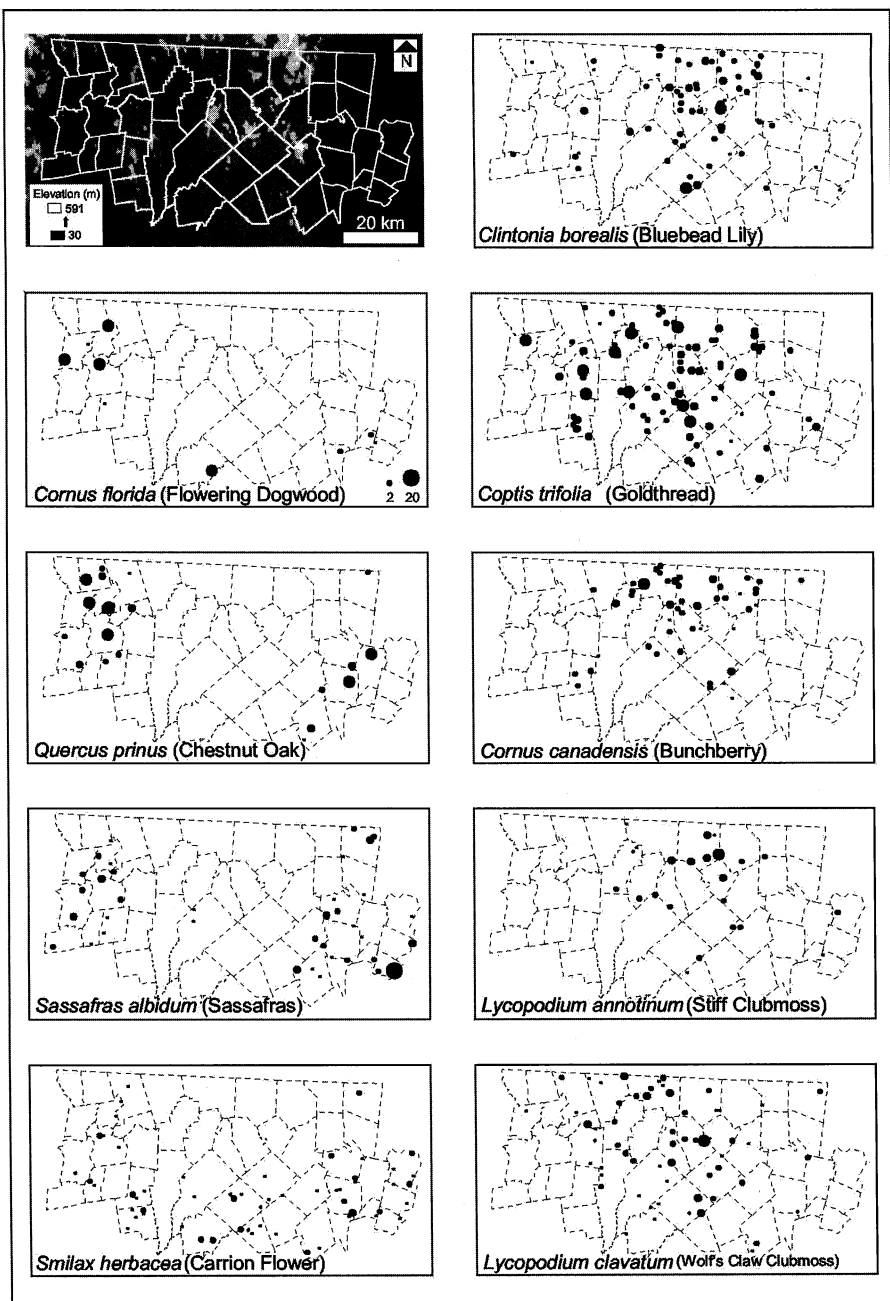 N
Elevation (m)
591
30
20 km
Clintonia borealis (Bluebead Lily)
Cornus florida (Flowering Dogwood)
2 20
Coptis trifolia (Goldthread)
Quercus prinus (Chestnut Oak)
Cornus canadensis (Bunchberry)
Sassafras albidum (Sassafras)
Lycopodium annotinum (Stiff Clubmoss)
Smilax herbacea (Carrion Flower)
Lycopodium clavatum (Wolf's Claw Clubmoss)